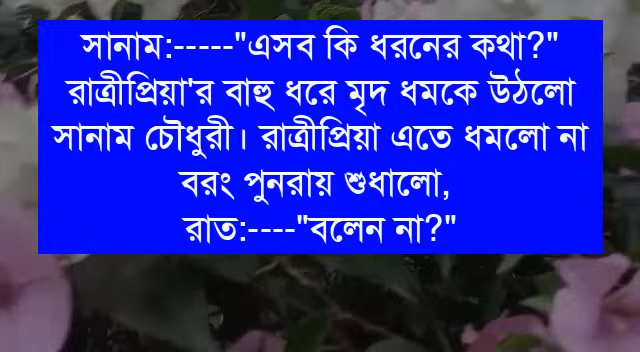 সানাম:-----"এসব কি ধরনের কথা?"
রাত্রীপ্রিয়া'র বাহু ধরে মৃদ ধমকে উঠলো
সানাম চৌধুরী। রাত্রীপ্রিয়া এতে ধমলো না
বরং পুনরায় শুধালো,
রাত:----"বলেন না?"